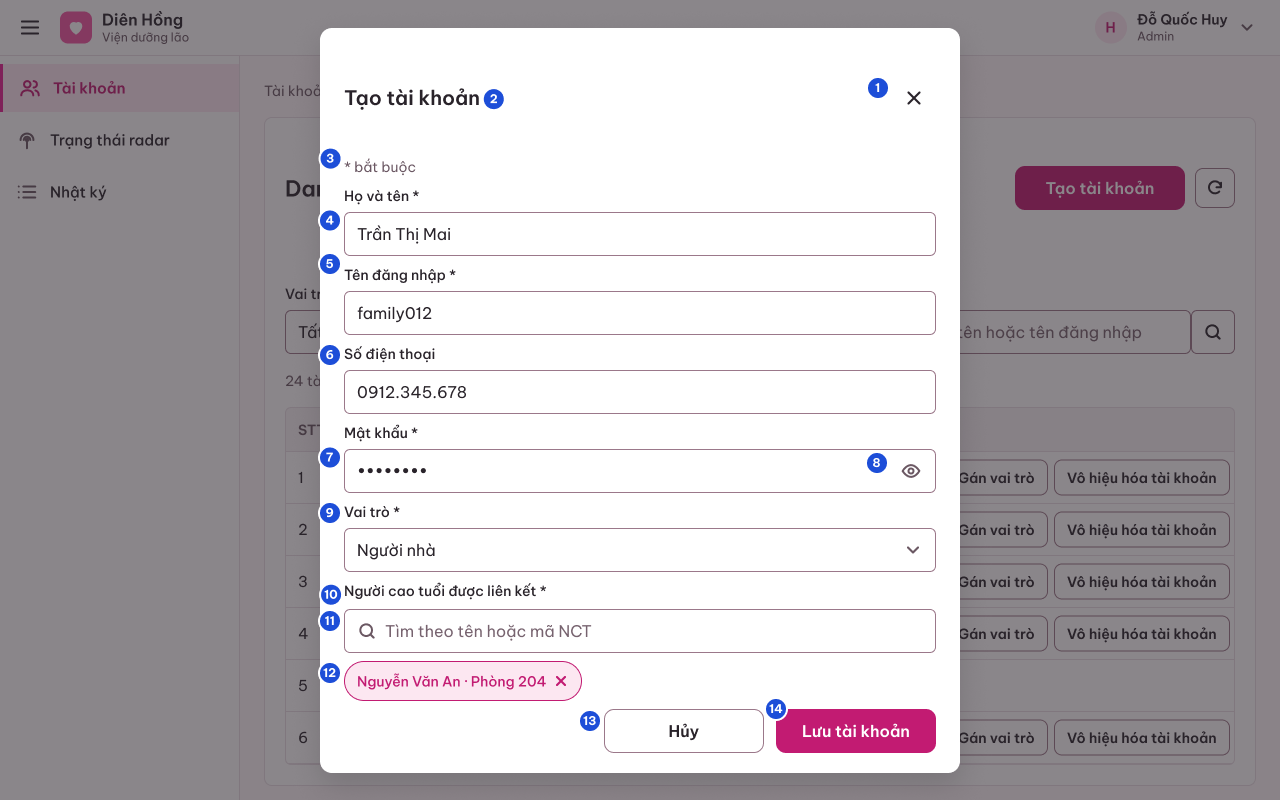 Diên Hồng
Viện dưỡng lão
Đỗ Quốc Huy
Admin
H
Tài khoản
Trạng thái radar
Nhật ký
Tạo tài khoản
24
STT
1 Gán vai trò Vô hiệu hóa tài khoản
2 Gán vai trò Vô hiệu hóa tài khoản
3 Gán vai trò Vô hiệu hóa tài khoản
4 Gán vai trò Vô hiệu hóa tài khoản
5
6 Gán vai trò Vô hiệu hóa tài khoản
tên hoặc tên đăng nhập
Tạo tài khoản 2
1
3 * bắt buộc
Họ và tên *
4 Trần Thị Mai
5 Tên đăng nhập *
family012
6 Số điện thoại
0912.345.678
Mật khẩu *
7 •••••••• 8
9 Vai trò *
Người nhà
10 Người cao tuổi được liên kết *
11 Tìm theo tên hoặc mã NCT
12 Nguyễn Văn An · Phòng 204
13 Hủy
14 Lưu tài khoản